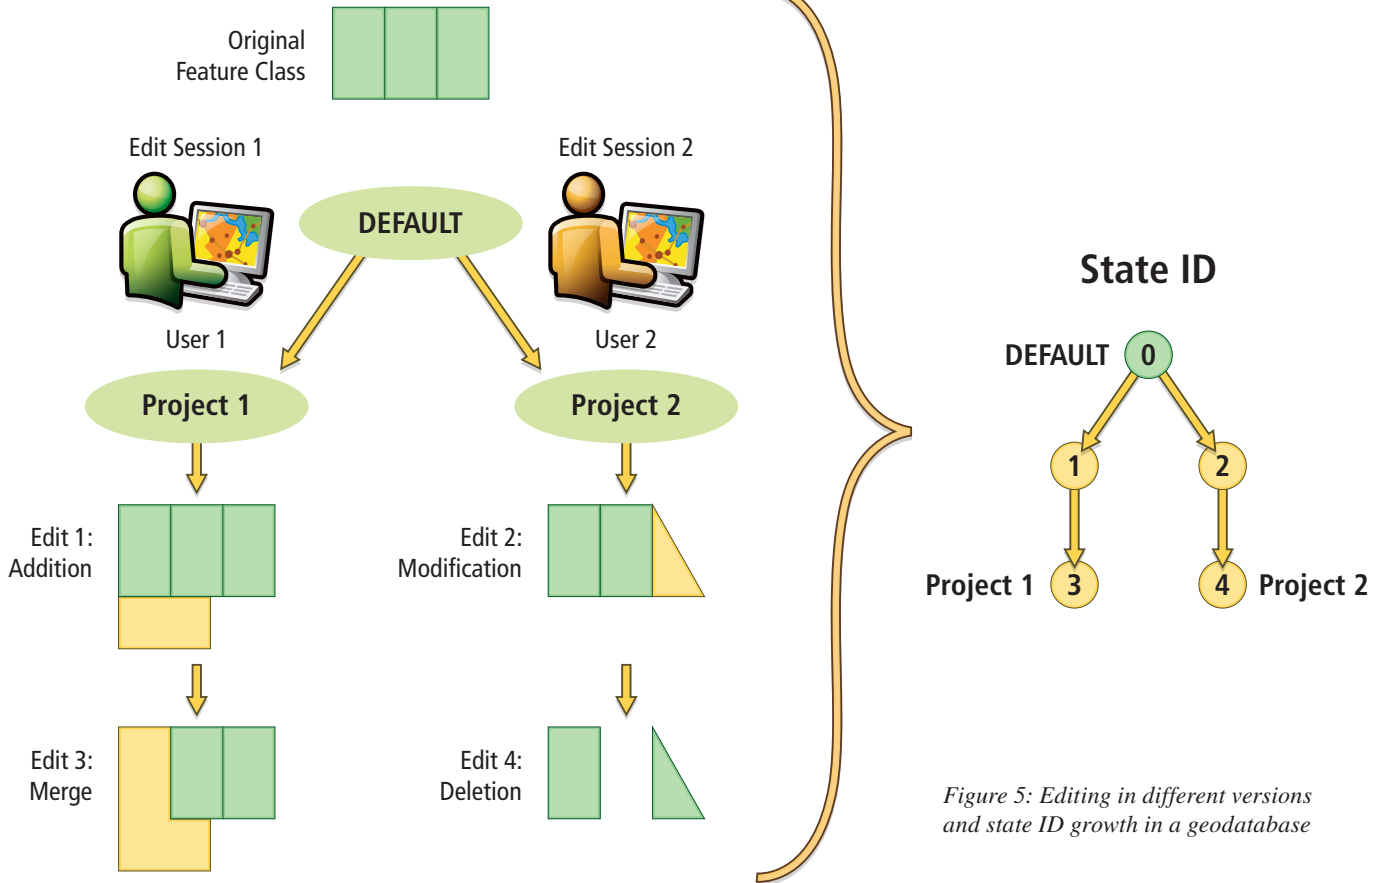 Original
Feature Class
Edit Session 1
Edit Session 2
DEFAULT
User 1
User 2
Project 1
Project 2
Edit 1:
Addition
Edit 2:
Modification
Edit 3:
Merge
Edit 4:
Deletion
State ID
DEFAULT 0
1 2
Project 1 3 4 Project 2
Figure 5: Editing in different versions
and state ID growth in a geodatabase